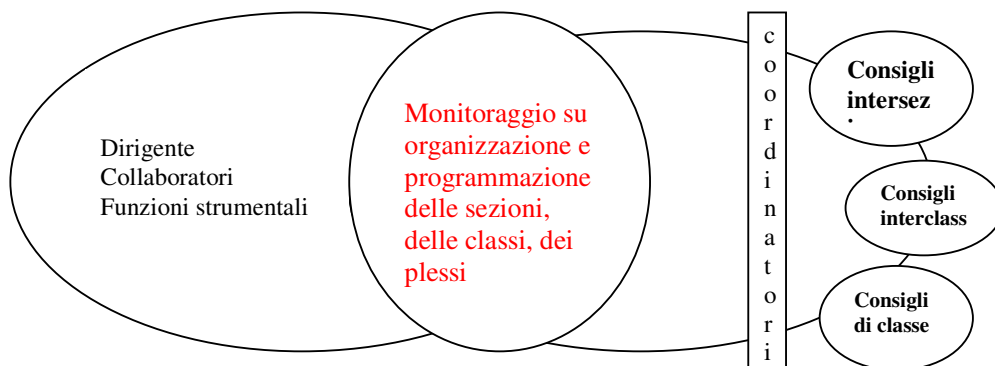 Dirigente
Collaboratori
Funzioni strumentali
Monitoraggio su
organizzazione e
programmazione
delle sezioni,
delle classi, dei
plessi
coordinatori
Consigli
intersez
Consigli
interclass
Consigli
di classe